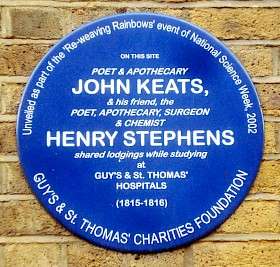 Unveiled as part of the 'Re-weaving Rainbows' event of National Science Week, 2002
ON THIS SITE
POET & APOTHECARY
JOHN KEATS,
& his friend, the
POET, APOTHECARY, SURGEON
& CHEMIST
HENRY STEPHENS
shared lodgings while studying
at
GUY'S & St. THOMAS'
HOSPITALS
(1815-1816)
GUY'S & St. THOMAS' CHARITIES FOUNDATION